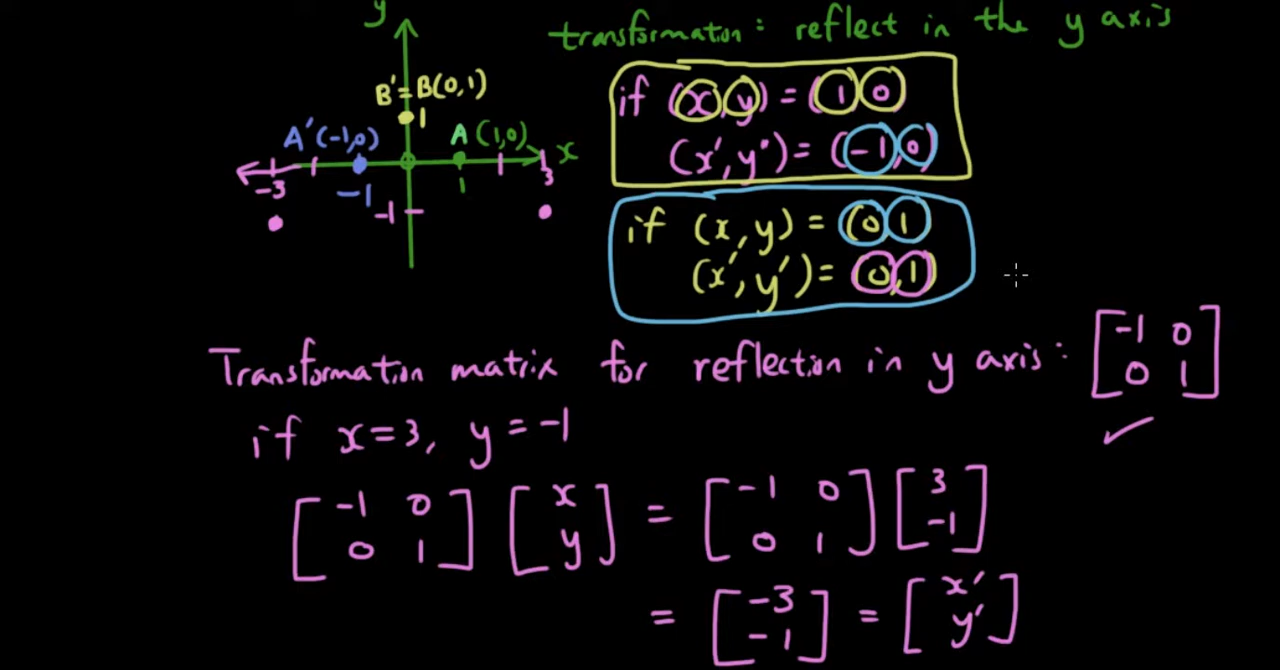 y
transformation: reflect in the y axis
B'=B(0,1)
1
A'(-1,0)
A (1,0)
x
-3
-1
1
3
-1
if (x,y) = (1 0)
(x',y') = (-1,0)
if (x,y) = (0 1)
(x',y') = (0,1)
Transformation matrix for reflection in y axis: [-1 0
0 1]
✓
if x=3, y=-1
[-1 0 [x = [-1 0 [3
0 1] y] 0 1] -1]
= [-3 = [x'
-1] y']